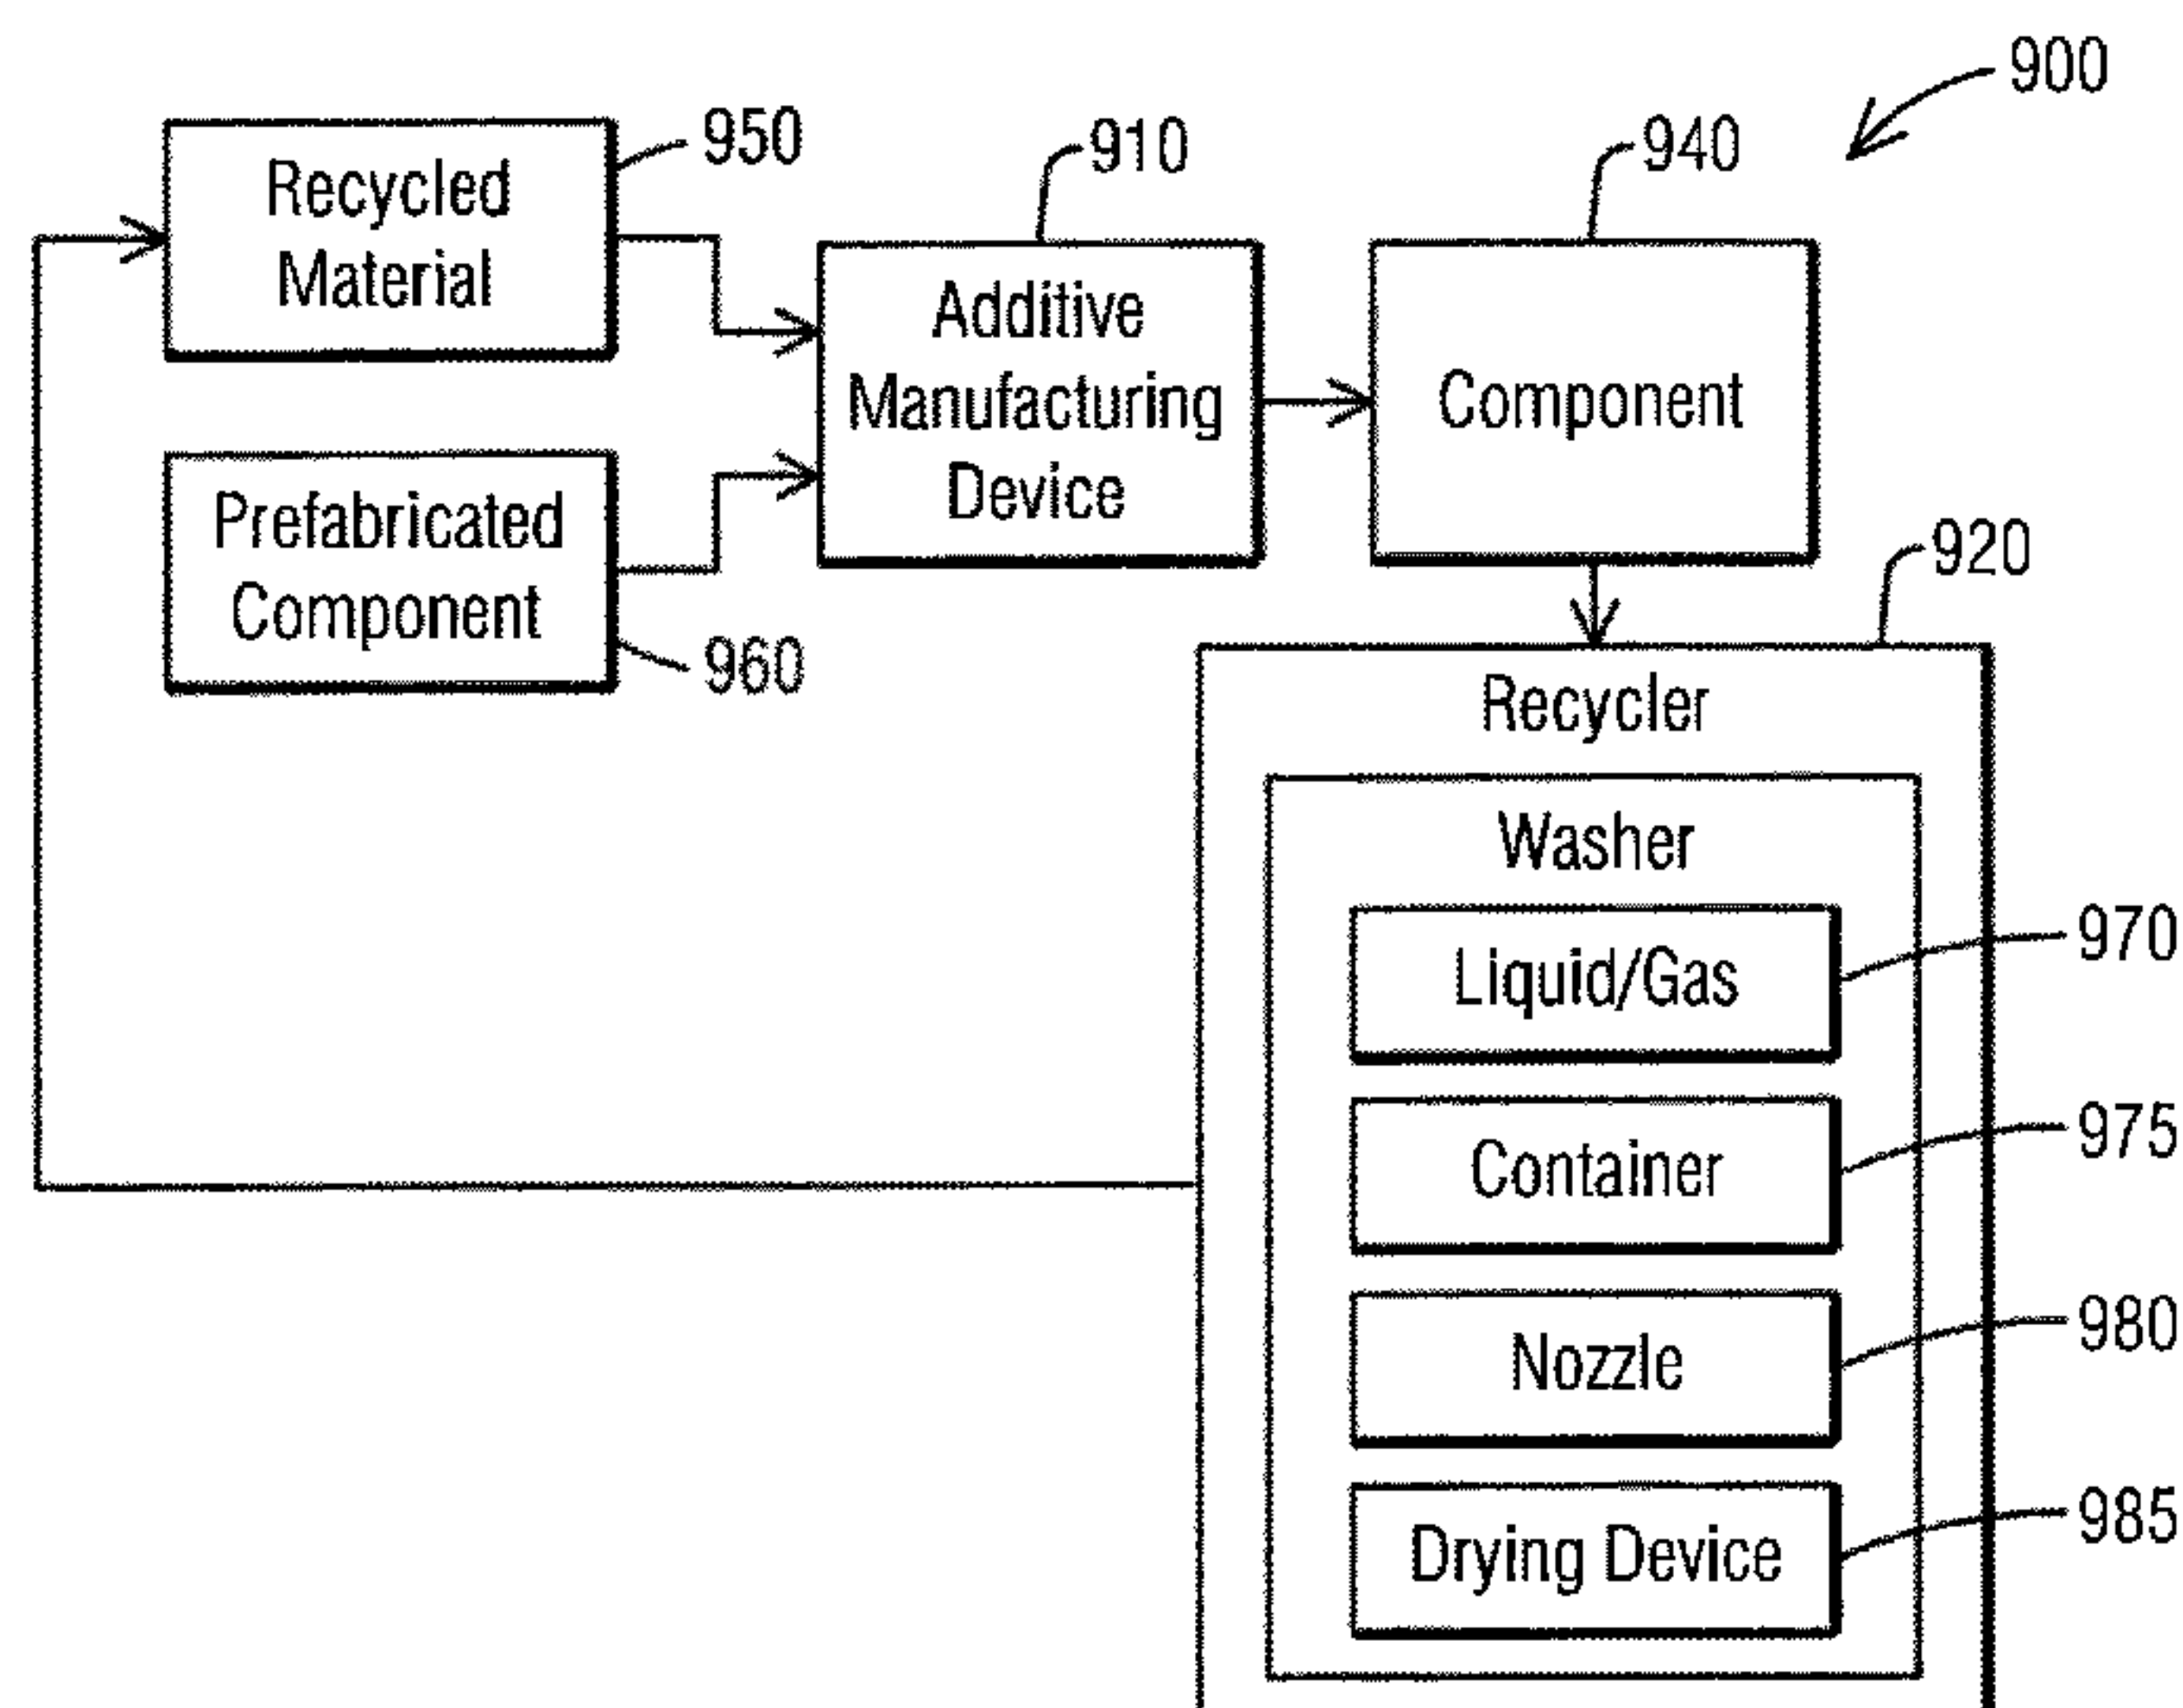 900
950
910
940
Recycled
Material
Additive
Manufacturing
Device
Component
Prefabricated
Component
960
920
Recycler
Washer
Liquid/Gas
970
Container
975
Nozzle
980
Drying Device
985